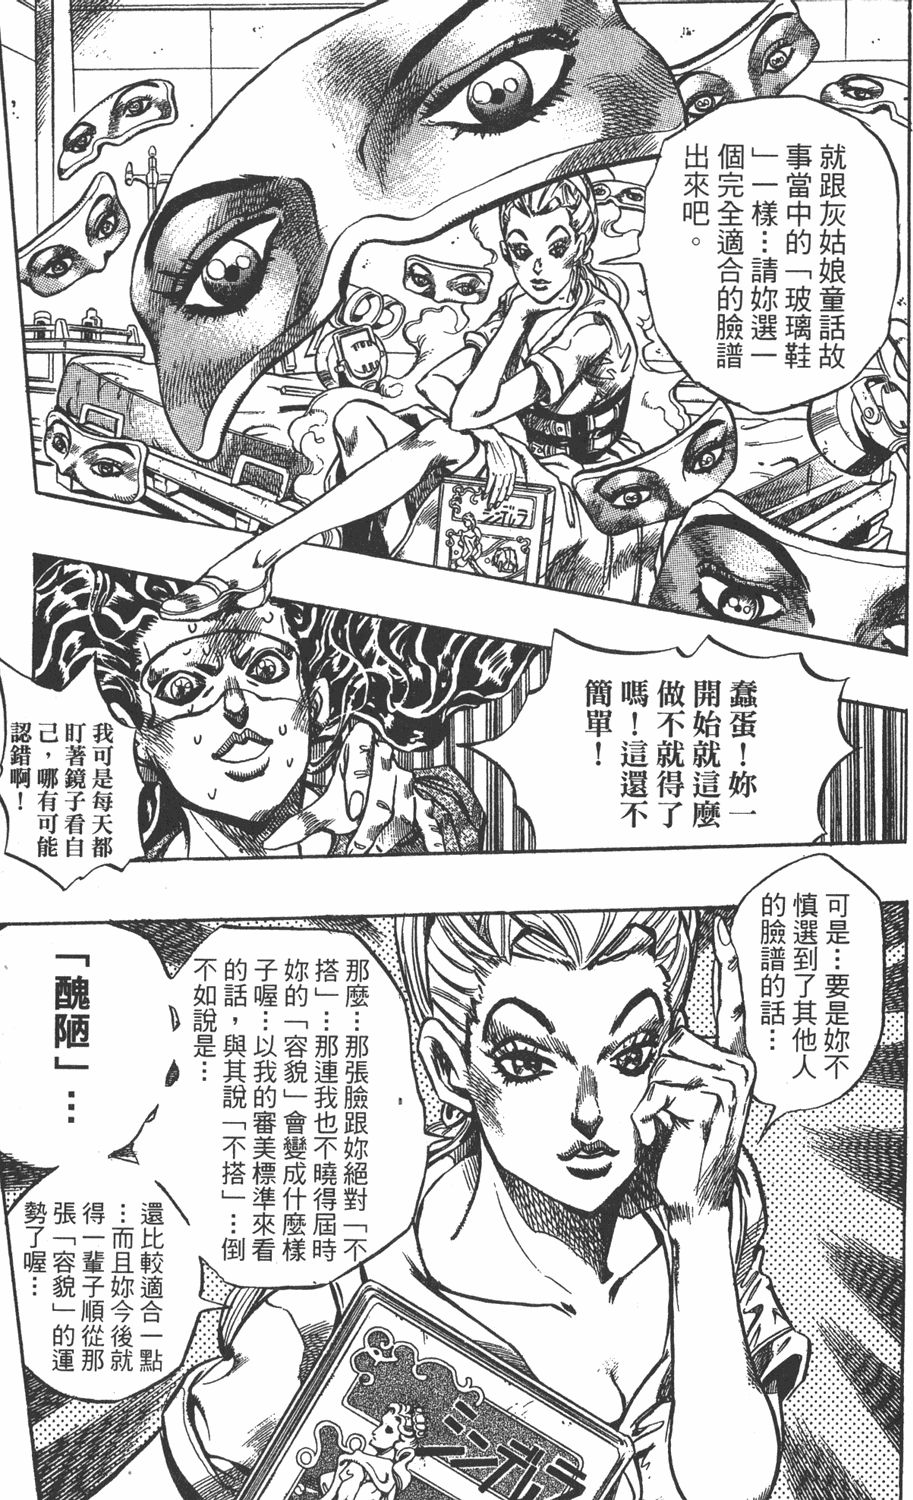 就跟灰姑娘童話故
事當中的「玻璃鞋
」一樣…請妳選一
個完全適合的臉譜
出來吧。
シンデレラ
蠢蛋！妳一
開始就這麼
做不就得了
嗎！這還不
簡單！
我可是每天都
盯著鏡子看自
己，哪有可能
認錯啊！
可是…要是妳不
慎選到了其他人
的臉譜的話…
那麼…那張臉跟妳絕對「不
搭」…那連我也不曉得屆時
妳的「容貌」會變成什麼樣
子喔…以我的審美標準來看
的話，與其說「不搭」…倒
不如說是…
「醜陋」…
還比較適合一點
…而且妳今後就
得一輩子順從那
張「容貌」的運
勢了喔…
シンデレラ